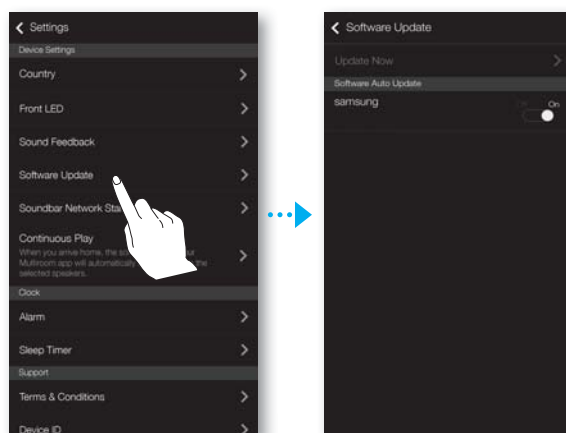 Settings
Device Settings
Country
Front LED
Sound Feedback
Software Update
Soundbar Network
Continuous Play
When you arrive home, the
Multiroom app will automatically the
selected speakers.
Clock
Alarm
Sleep Timer
Support
Terms & Conditions
Device ID
Software Update
Update Now
Software Auto Update
samsung
On